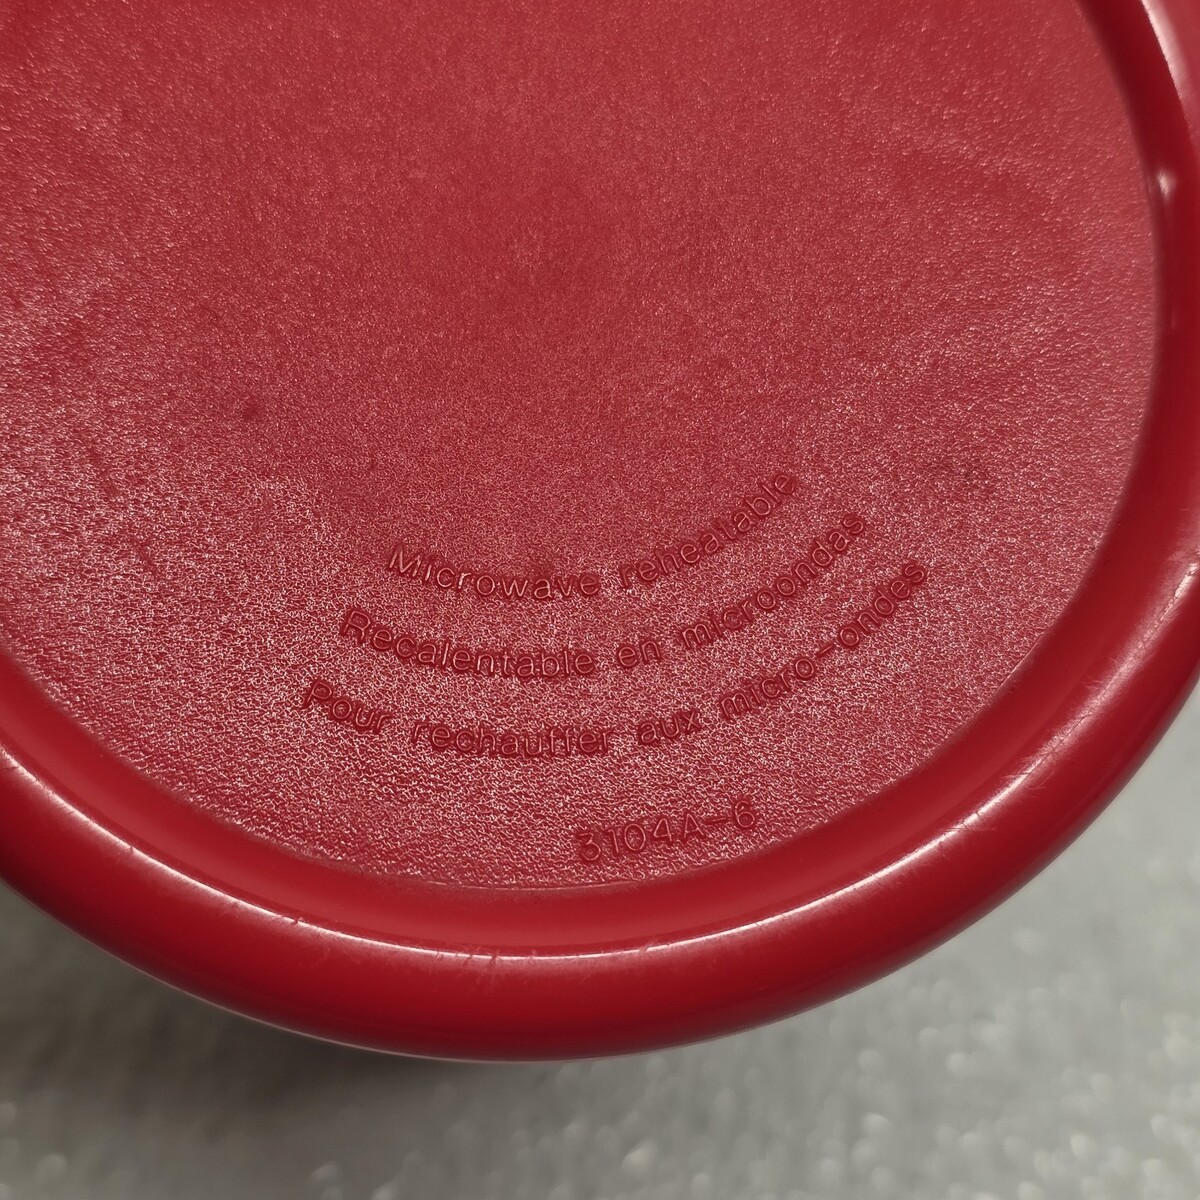 Microwave reheatable
Recalentable en microondas
Pour rechauffer aux micro-ondes
3104A-6